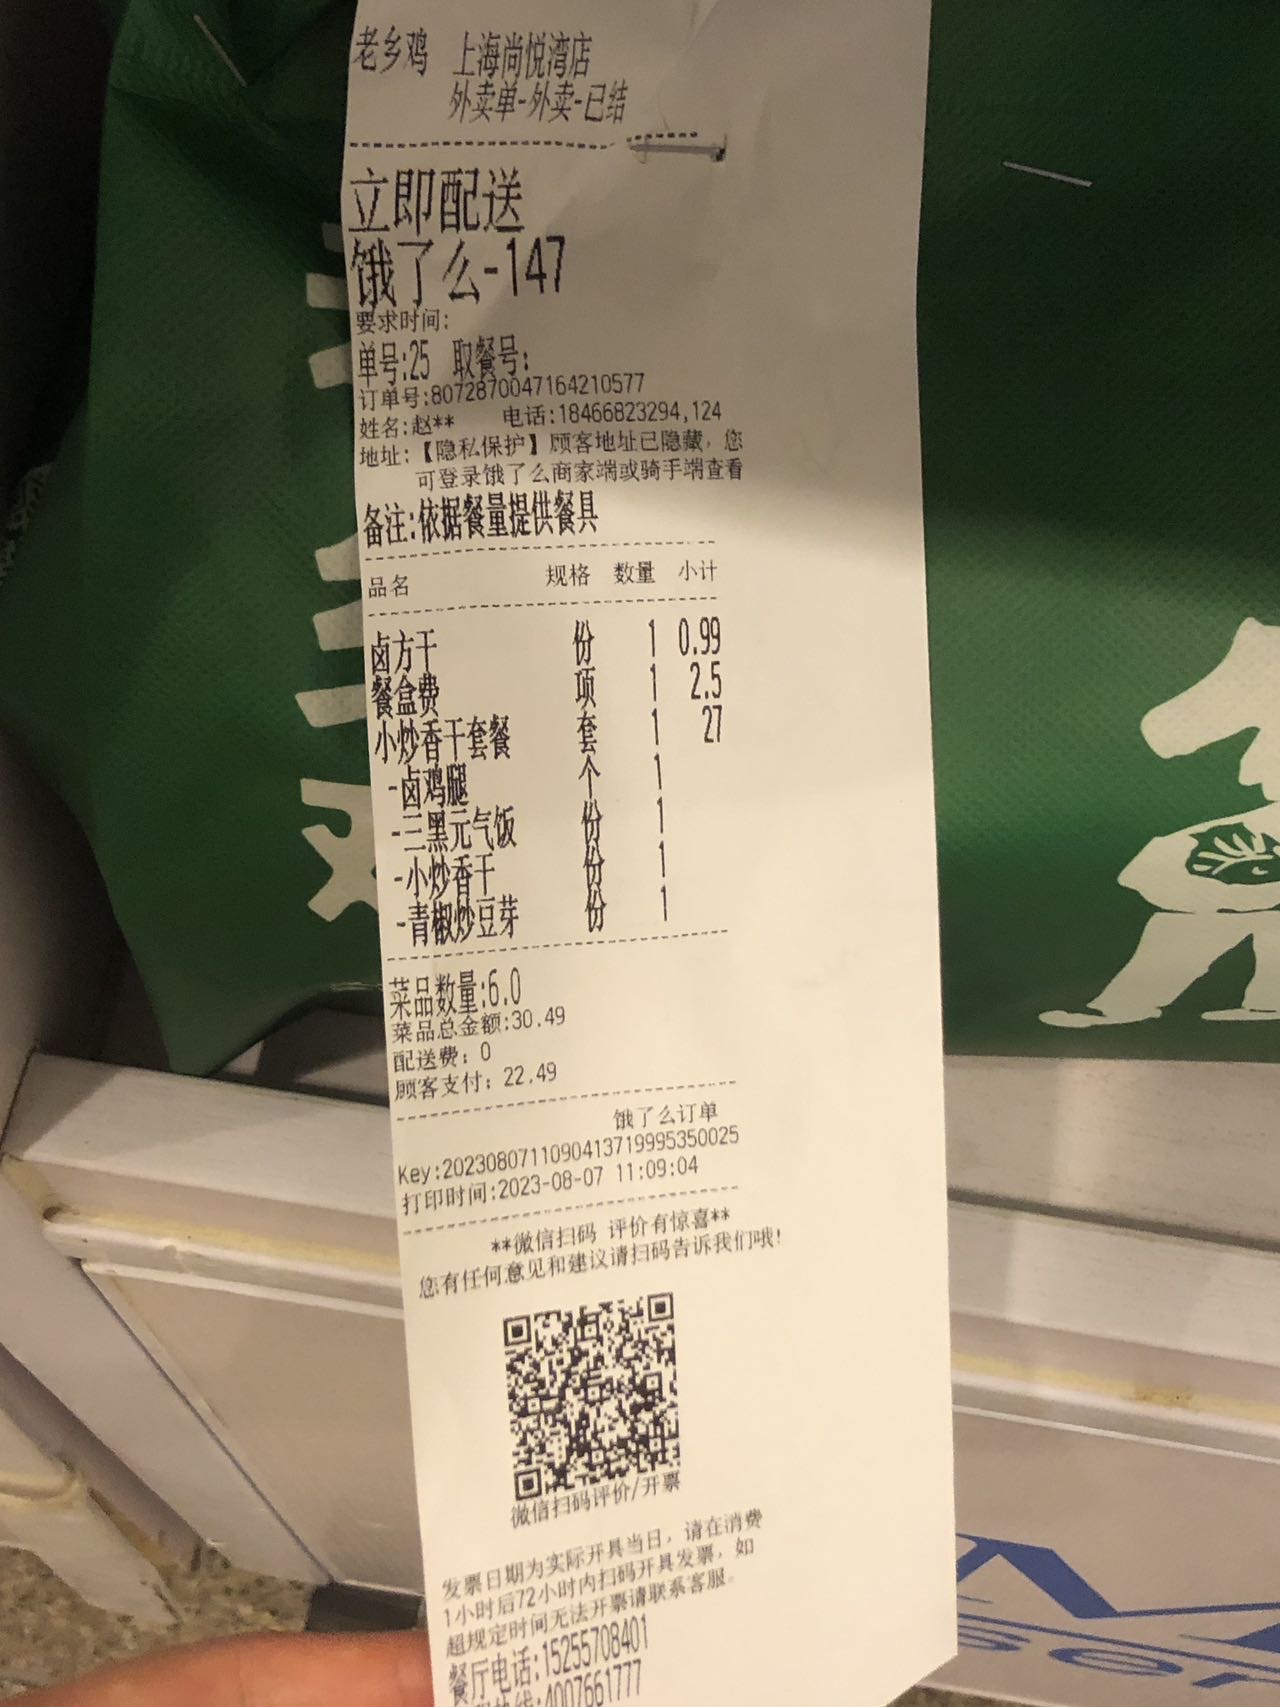 老乡鸡 上海尚悦湾店
外卖单-外卖-已结
立即配送
饿了么-147
要求时间:
单号:25 取餐号:
订单号:8072870047164210577
姓名:赵** 电话:18466823294,124
地址:【隐私保护】顾客地址已隐藏，您
可登录饿了么商家端或骑手端查看
备注:依据餐量提供餐具
品名 规格 数量 小计
卤方干 份 1 0.99
餐盒费 项 1 2.5
小炒香干套餐 套 1 27
-卤鸡腿 个 1
-三黑元气饭 份 1
-小炒香干 份 1
-青椒炒豆芽 份 1
菜品数量:6.0
菜品总金额:30.49
配送费: 0
顾客支付: 22.49
饿了么订单
Key:2023080711090413719995350025
打印时间:2023-08-07 11:09:04
**微信扫码 评价有惊喜**
您有任何意见和建议请扫码告诉我们哦!
微信扫码评价/开票
发票日期为实际开具当日，请在消费
1小时后72小时内扫码开具发票，如
超规定时间无法开票请联系客服。
餐厅电话:15255708401
4007661777